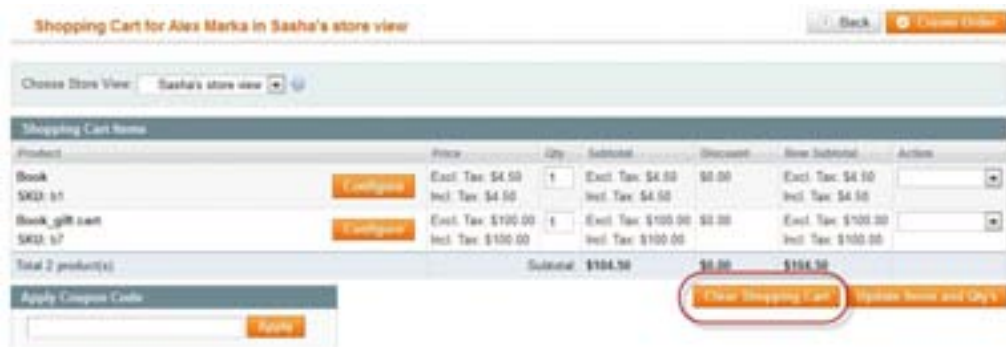 Shopping Cart for Alex Marka in Sasha's store view Back Create Order
Choose Store View: Sasha's store view
Shopping Cart Items
Product Price Qty Subtotal Discount Row Subtotal Action
Book Configure Excl. Tax: $4.50 1 Excl. Tax: $4.50 $0.00 Excl. Tax: $4.50
SKU: b1 Incl. Tax: $4.50 Incl. Tax: $4.50 Incl. Tax: $4.50
Book_gift cart Configure Excl. Tax: $100.00 1 Excl. Tax: $100.00 $0.00 Excl. Tax: $100.00
SKU: b7 Incl. Tax: $100.00 Incl. Tax: $100.00 Incl. Tax: $100.00
Total 2 product(s) Subtotal: $104.50 $0.00 $104.50
Apply Coupon Code Clear Shopping Cart Update Items and Qty's
Apply